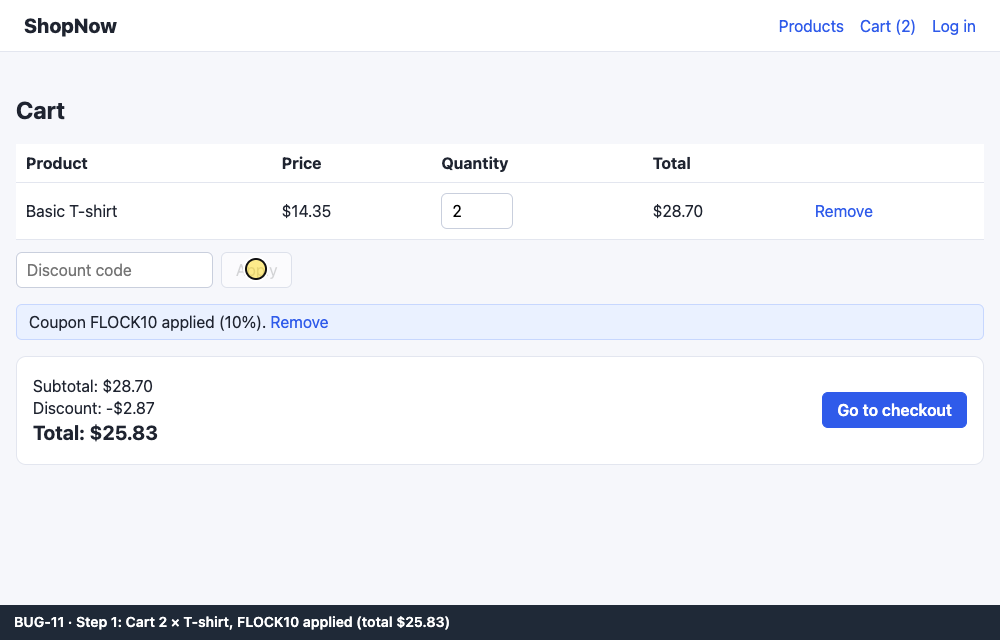 ShopNow
Products Cart (2) Log in
Cart
Product Price Quantity Total
Basic T-shirt $14.35 2 $28.70 Remove
Discount code
Coupon FLOCK10 applied (10%). Remove
Subtotal: $28.70
Discount: -$2.87
Total: $25.83
Go to checkout
BUG-11 · Step 1: Cart 2 × T-shirt, FLOCK10 applied (total $25.83)